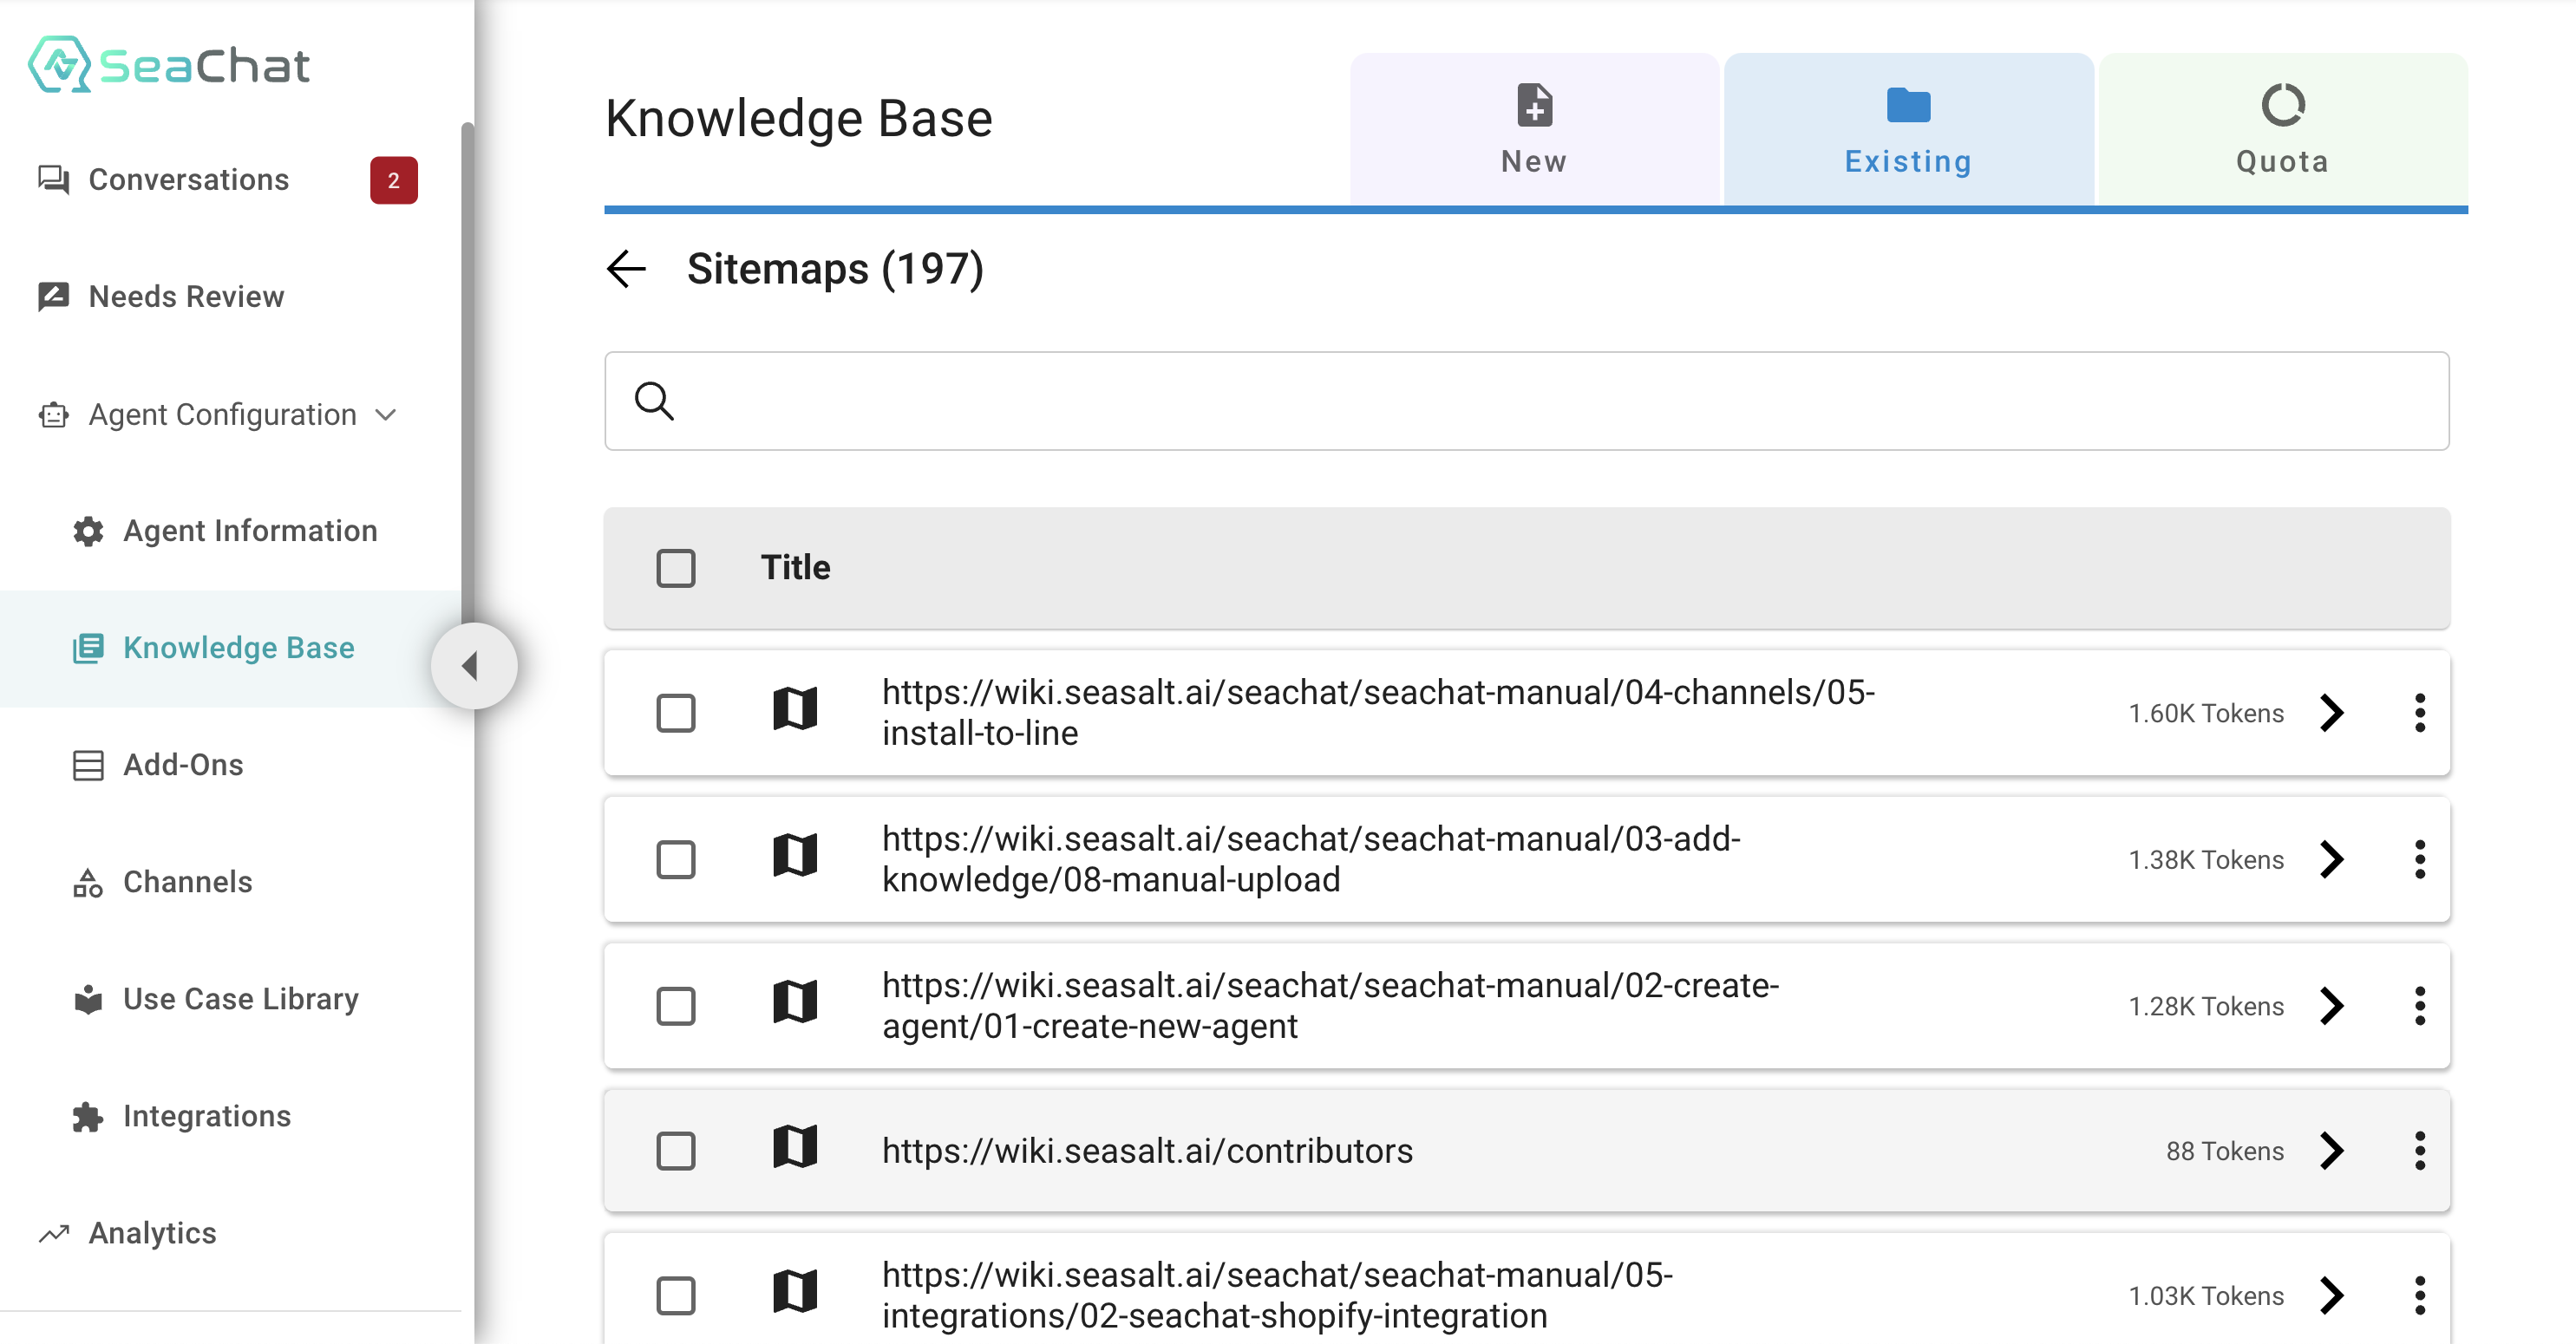 SeaChat
Conversations
2
Needs Review
Agent Configuration
Agent Information
Knowledge Base
Add-Ons
Channels
Use Case Library
Integrations
Analytics
Knowledge Base
New
Existing
Quota
Sitemaps (197)
Title
https://wiki.seasalt.ai/seachat/seachat-manual/04-channels/05-
install-to-line
1.60K Tokens
https://wiki.seasalt.ai/seachat/seachat-manual/03-add-
knowledge/08-manual-upload
1.38K Tokens
https://wiki.seasalt.ai/seachat/seachat-manual/02-create-
agent/01-create-new-agent
1.28K Tokens
https://wiki.seasalt.ai/contributors
88 Tokens
https://wiki.seasalt.ai/seachat/seachat-manual/05-
integrations/02-seachat-shopify-integration
1.03K Tokens